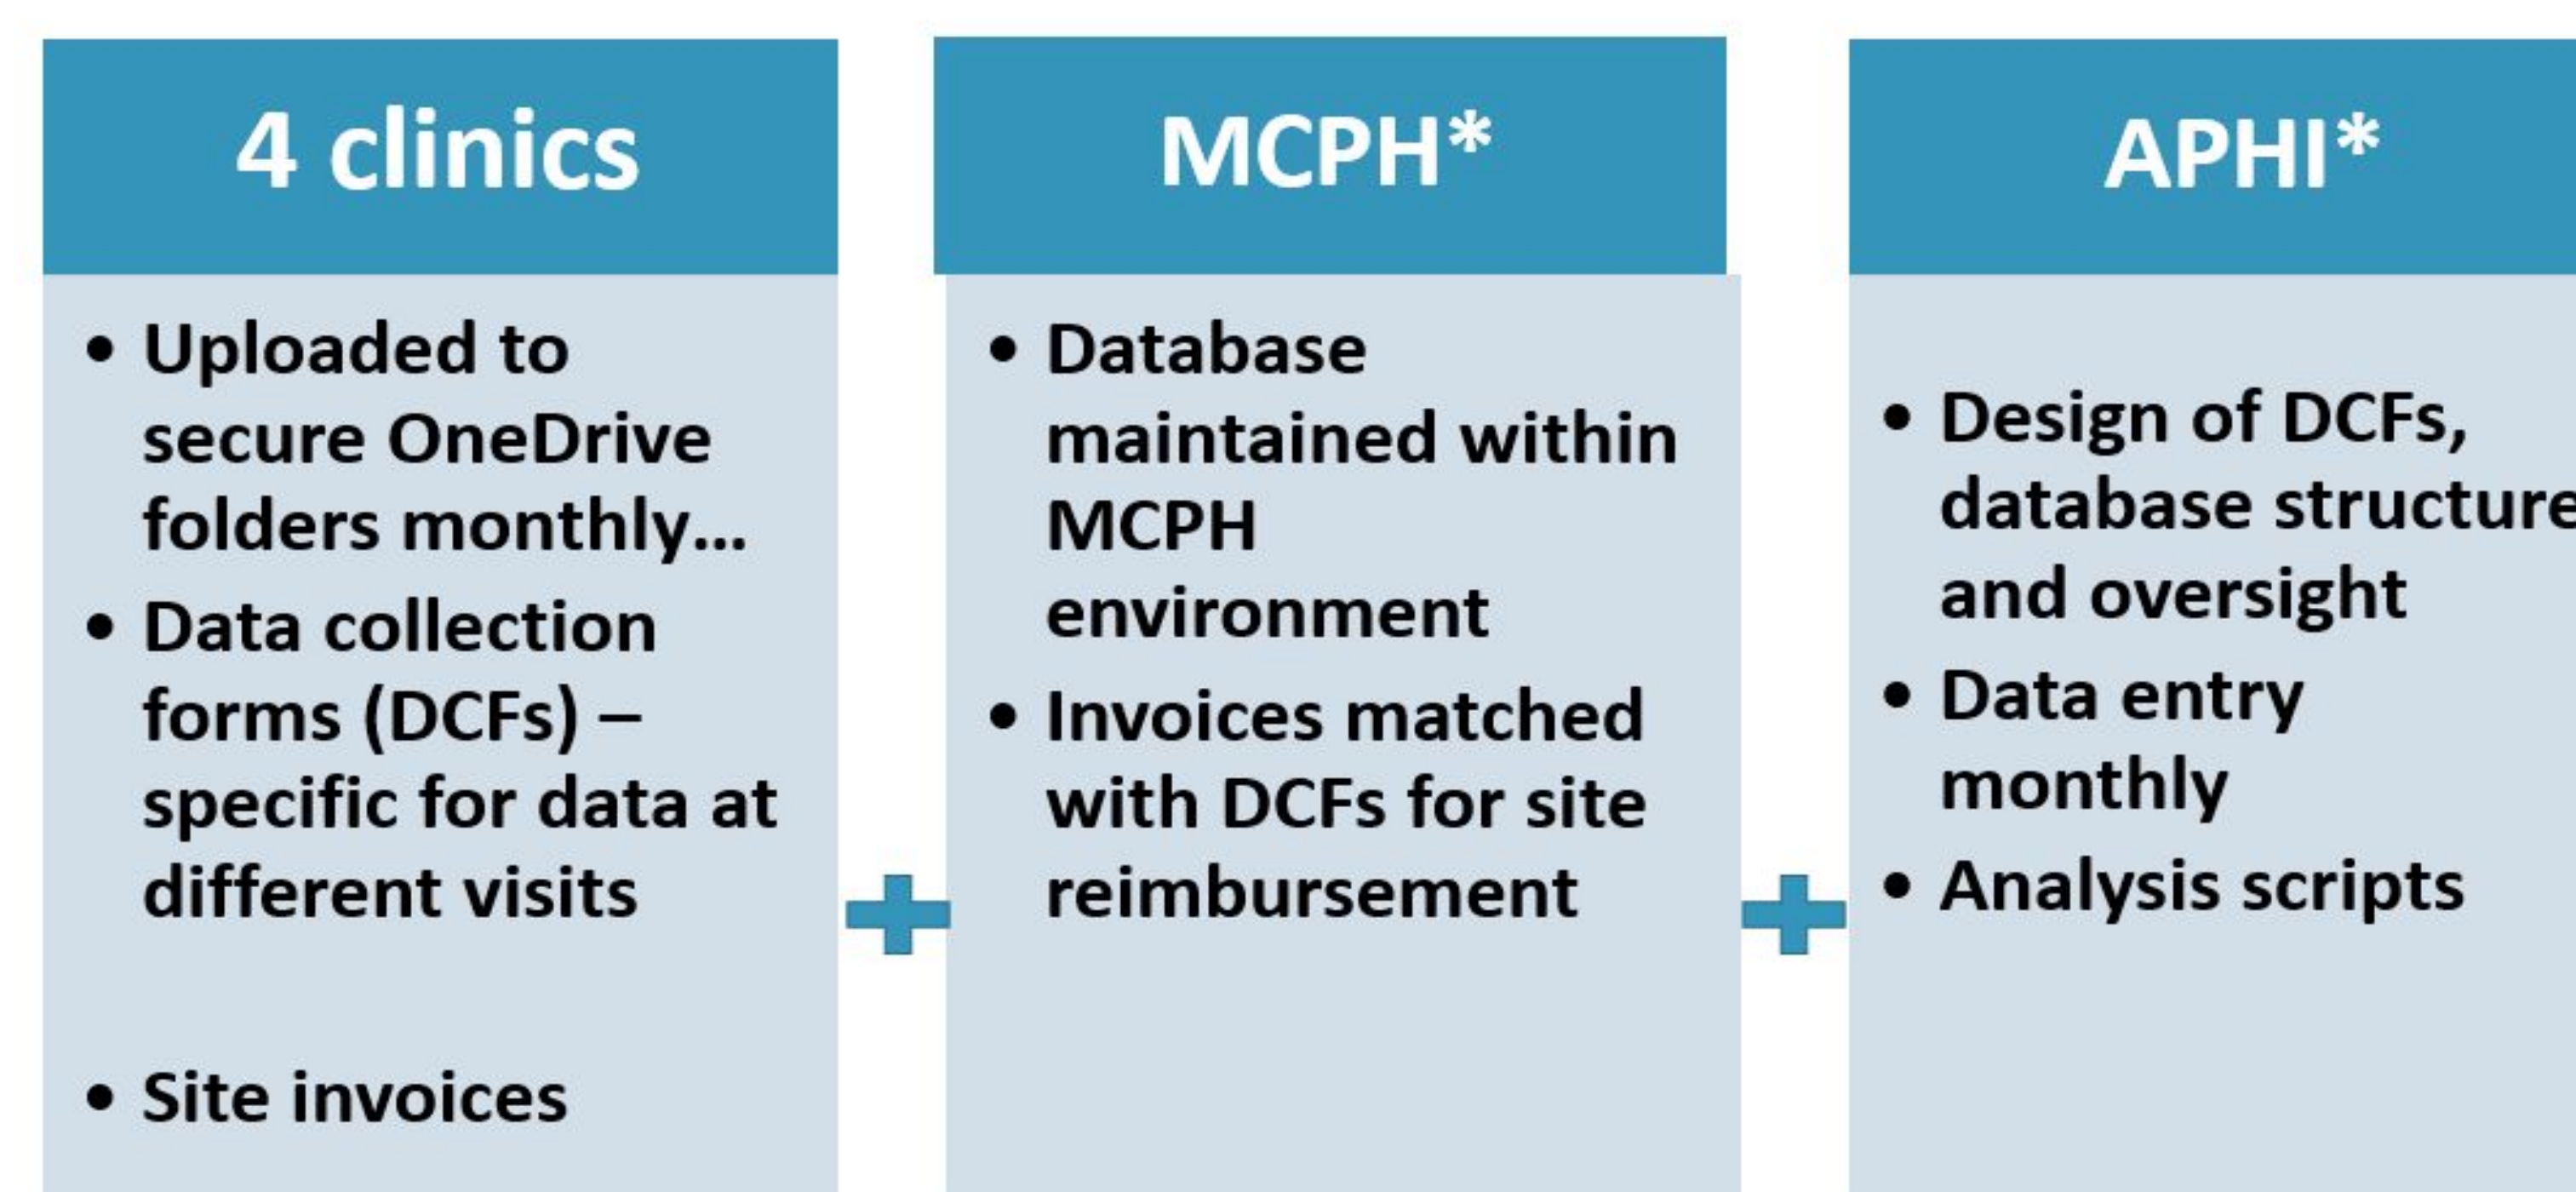 4 clinics
• Uploaded to
secure OneDrive
folders monthly...
• Data collection
forms (DCFs) –
specific for data at
different visits
• Site invoices
MCPH*
• Database
maintained within
MCPH
environment
• Invoices matched
with DCFs for site
reimbursement
APHI*
• Design of DCFs,
database structure
and oversight
• Data entry
monthly
• Analysis scripts